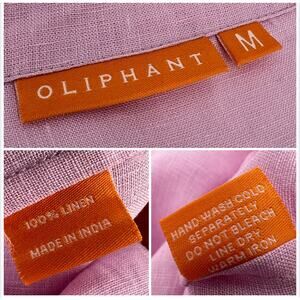 OLIPHANT
M
100% LINEN
MADE IN INDIA
HAND WASH COLD
SEPARATELY
DO NOT BLEACH
LINE DRY
WARM IRON